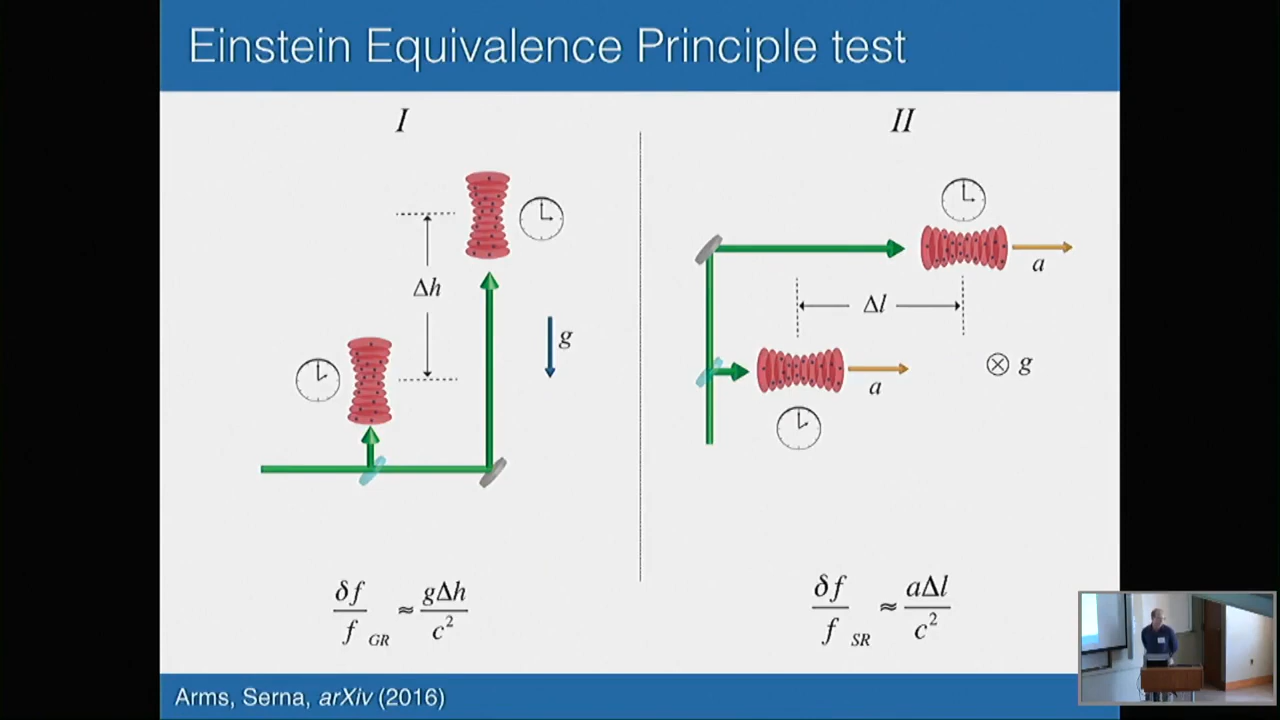 Einstein Equivalence Principle test
I
II
Δh
g
a
Δl
a
g
δf/f GR ≈ gΔh/c²
δf/f SR ≈ aΔl/c²
Arms, Serna, arXiv (2016)